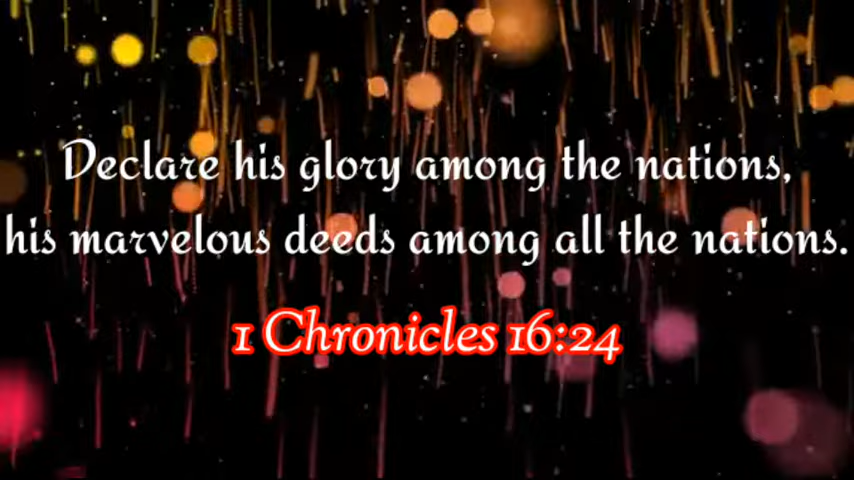 Declare his glory among the nations,
his marvelous deeds among all the nations.
1 Chronicles 16:24